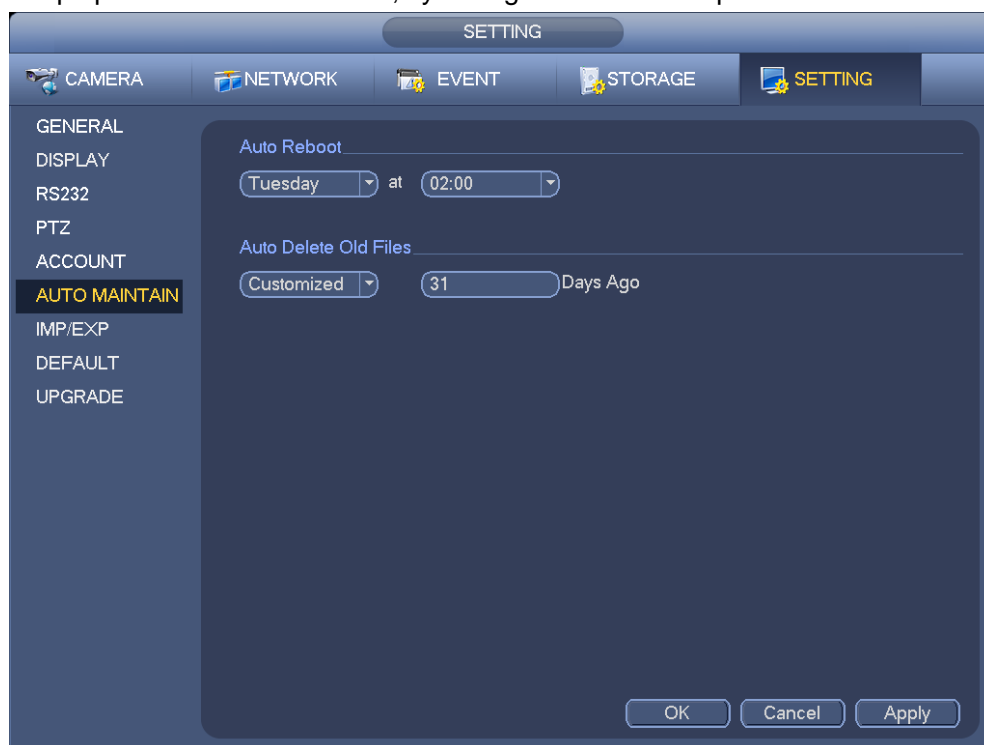 SETTING
CAMERA NETWORK EVENT STORAGE SETTING
GENERAL
DISPLAY
RS232
PTZ
ACCOUNT
AUTO MAINTAIN
IMP/EXP
DEFAULT
UPGRADE
Auto Reboot
Tuesday at 02:00
Auto Delete Old Files
Customized 31 Days Ago
OK Cancel Apply